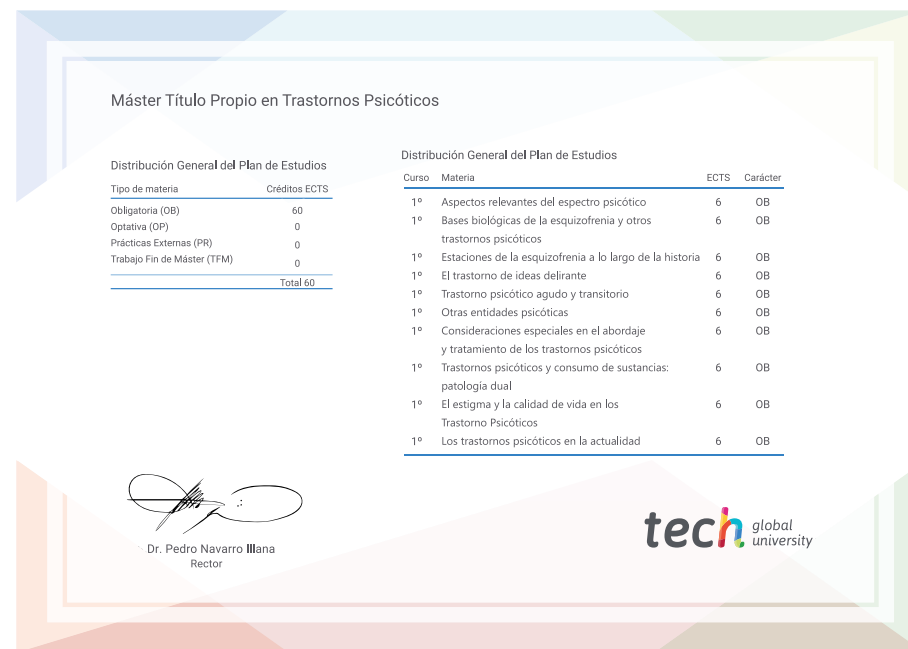 Máster Título Propio en Trastornos Psicóticos
Distribución General del Plan de Estudios
Tipo de materia Créditos ECTS
Obligatoria (OB) 60
Optativa (OP) 0
Prácticas Externas (PR) 0
Trabajo Fin de Máster (TFM) 0
Total 60
Distribución General del Plan de Estudios
Curso Materia ECTS Carácter
1º Aspectos relevantes del espectro psicótico 6 OB
1º Bases biológicas de la esquizofrenia y otros 6 OB
trastornos psicóticos
1º Estaciones de la esquizofrenia a lo largo de la historia 6 OB
1º El trastorno de ideas delirante 6 OB
1º Trastorno psicótico agudo y transitorio 6 OB
1º Otras entidades psicóticas 6 OB
1º Consideraciones especiales en el abordaje 6 OB
y tratamiento de los trastornos psicóticos
1º Trastornos psicóticos y consumo de sustancias: 6 OB
patología dual
1º El estigma y la calidad de vida en los 6 OB
Trastorno Psicóticos
1º Los trastornos psicóticos en la actualidad 6 OB
Dr. Pedro Navarro Illana
Rector
tech global
university